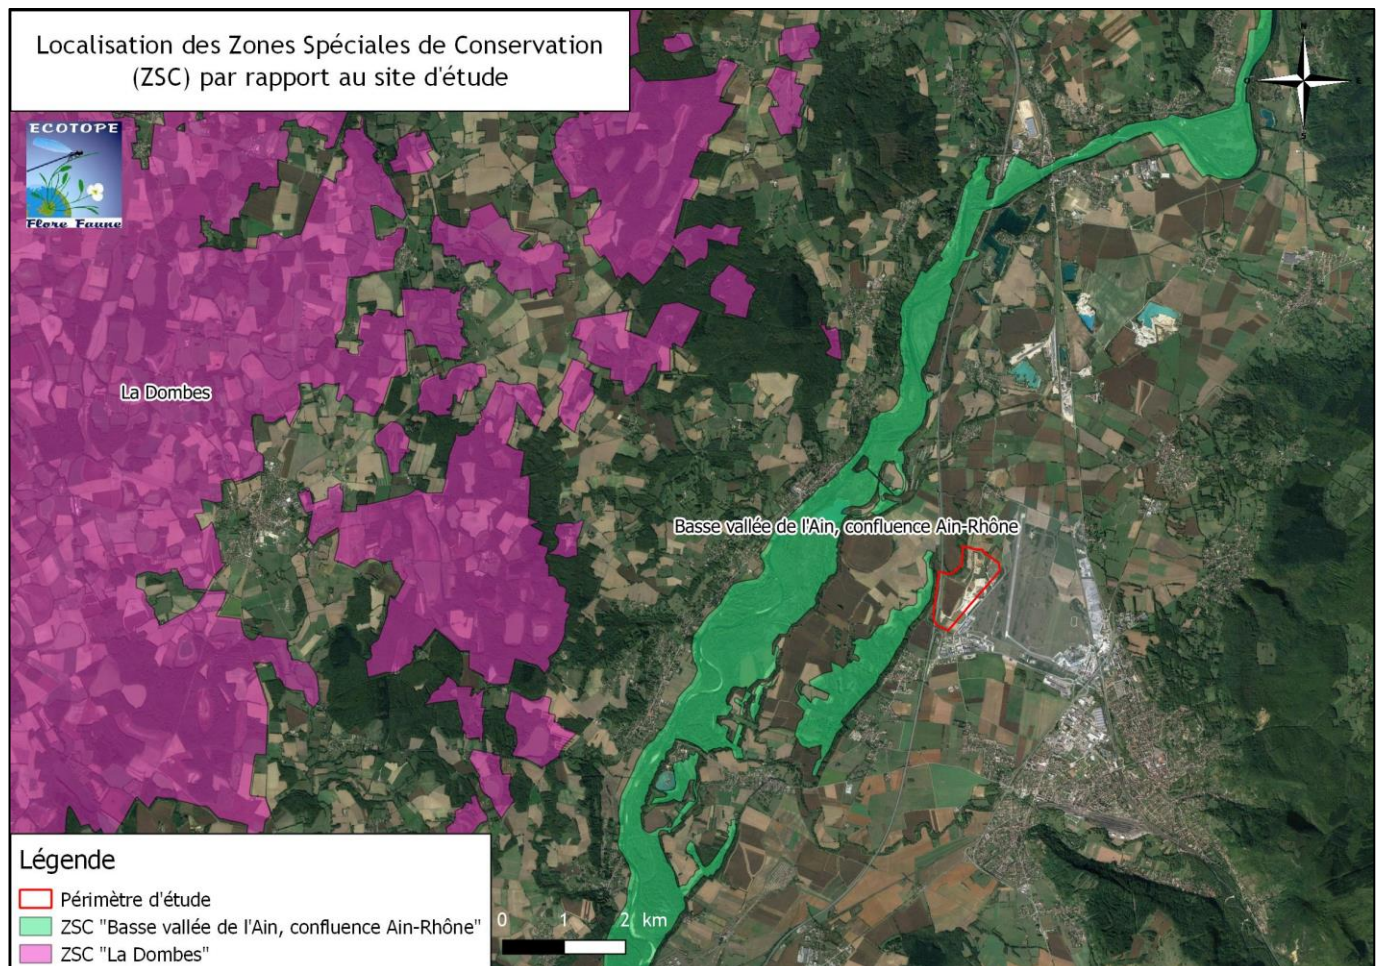 Localisation des Zones Spéciales de Conservation
(ZSC) par rapport au site d'étude
ECOTOPE
Flore Faune
N
O
E
S
La Dombes
Basse vallée de l'Ain, confluence Ain-Rhône
Légende
Périmètre d'étude
ZSC "Basse vallée de l'Ain, confluence Ain-Rhône"
ZSC "La Dombes"
0 1 2 km